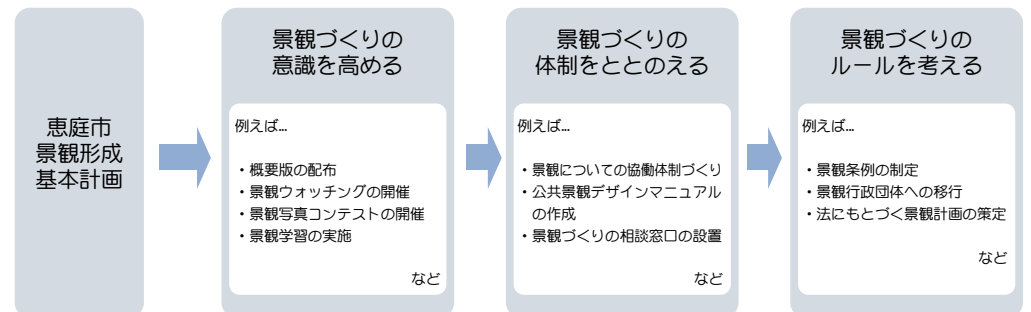 恵庭市
景観形成
基本計画
景観づくりの
意識を高める
例えば…
・概要版の配布
・景観ウォッチングの開催
・景観写真コンテストの開催
・景観学習の実施
など
景観づくりの
体制をととのえる
例えば…
・景観についての協働体制づくり
・公共景観デザインマニュアル
の作成
・景観づくりの相談窓口の設置
など
景観づくりの
ルールを考える
例えば…
・景観条例の制定
・景観行政団体への移行
・法にもとづく景観計画の策定
など